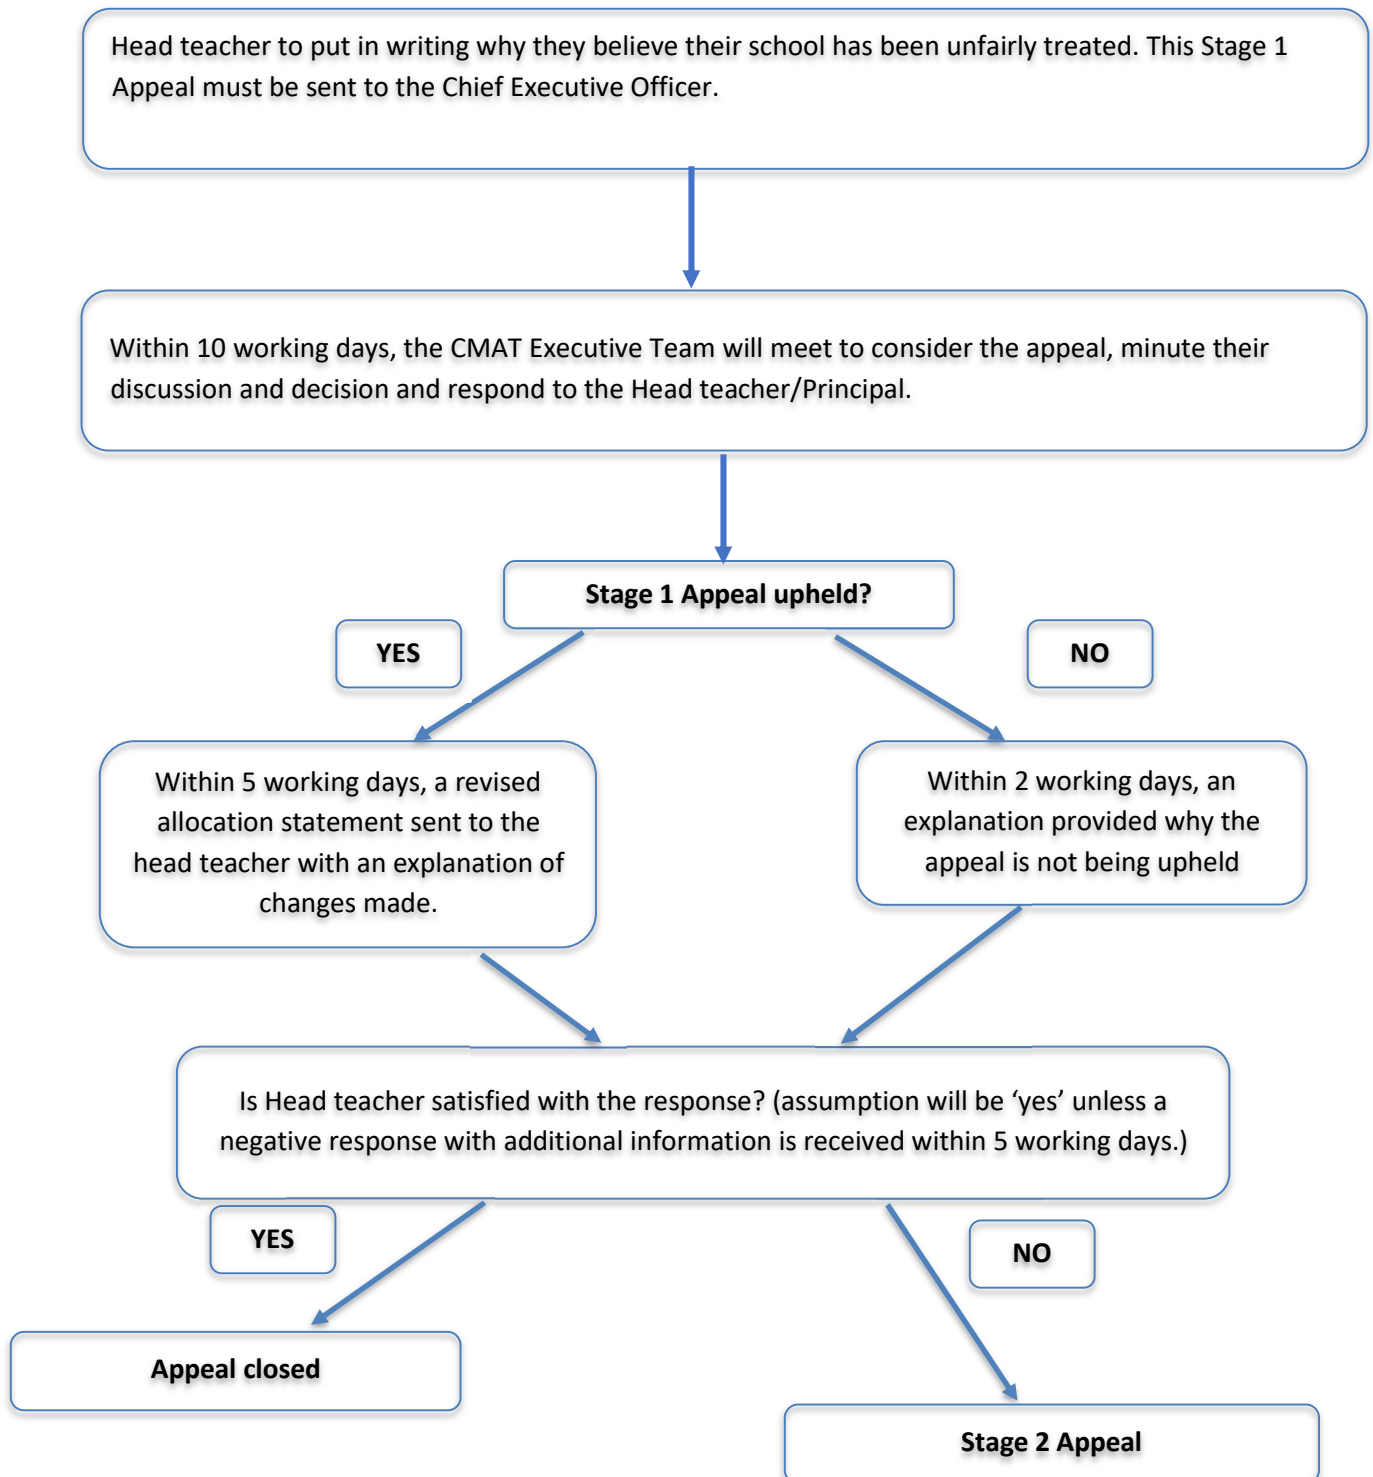 Head teacher to put in writing why they believe their school has been unfairly treated. This Stage 1
Appeal must be sent to the Chief Executive Officer.
Within 10 working days, the CMAT Executive Team will meet to consider the appeal, minute their
discussion and decision and respond to the Head teacher/Principal.
Stage 1 Appeal upheld?
YES
NO
Within 5 working days, a revised
allocation statement sent to the
head teacher with an explanation of
changes made.
Within 2 working days, an
explanation provided why the
appeal is not being upheld
Is Head teacher satisfied with the response? (assumption will be ‘yes’ unless a
negative response with additional information is received within 5 working days.)
YES
NO
Appeal closed
Stage 2 Appeal